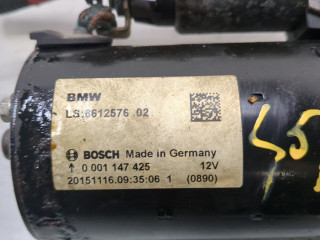 BMW
LS:8612576 .02
BOSCH Made in Germany
0 001 147 425 12V
20151116.09:35:06 1 (0890)